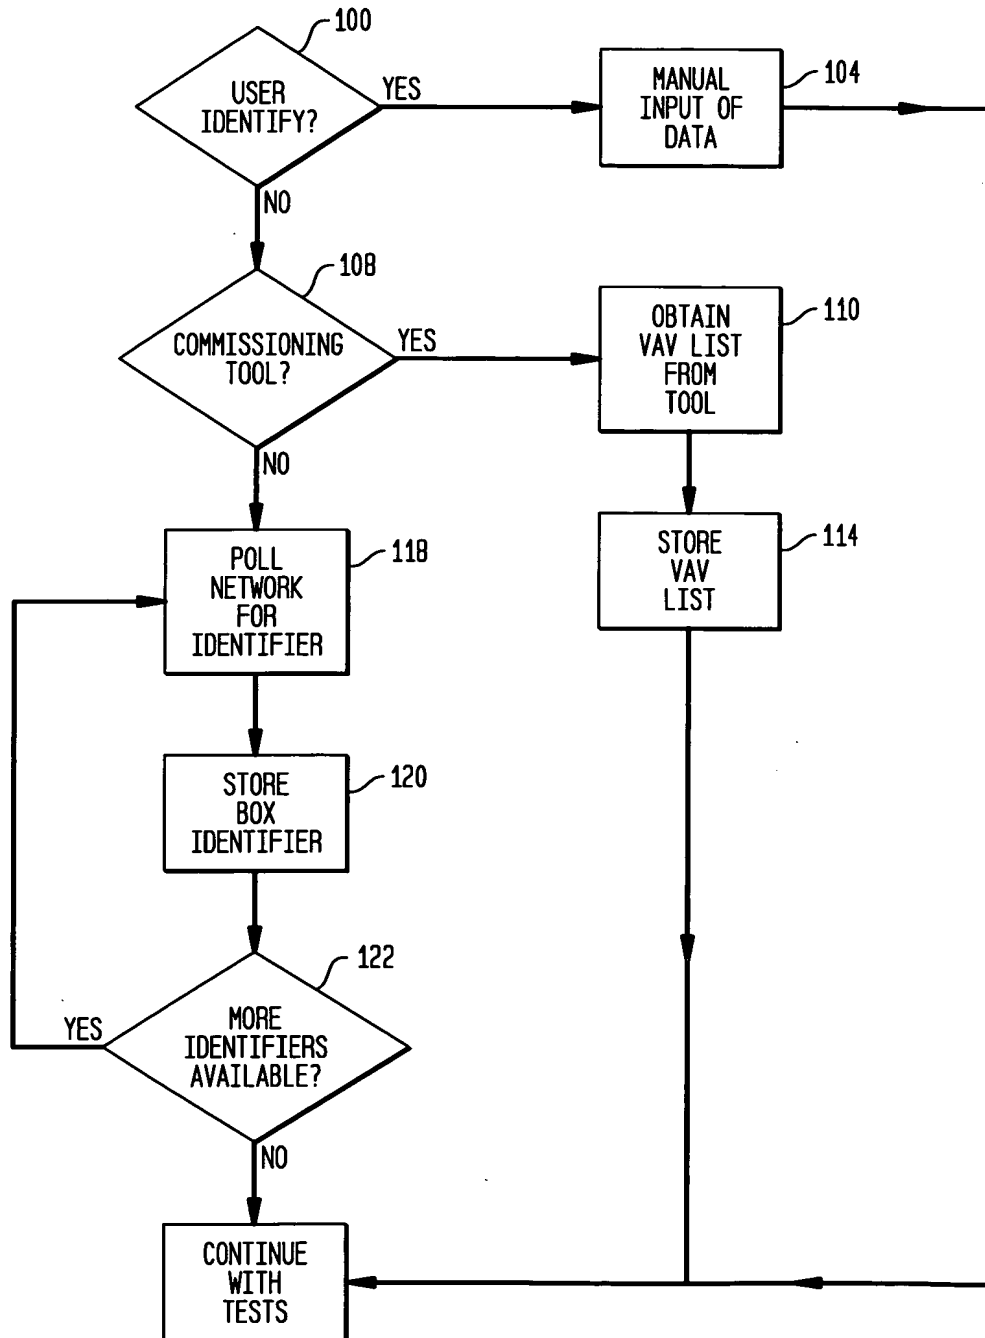 100
USER
IDENTIFY?
YES
MANUAL
INPUT OF
DATA
104
NO
108
COMMISSIONING
TOOL?
YES
OBTAIN
VAV LIST
FROM
TOOL
110
NO
POLL
NETWORK
FOR
IDENTIFIER
118
STORE
VAV
LIST
114
STORE
BOX
IDENTIFIER
120
122
MORE
IDENTIFIERS
AVAILABLE?
YES
NO
CONTINUE
WITH
TESTS